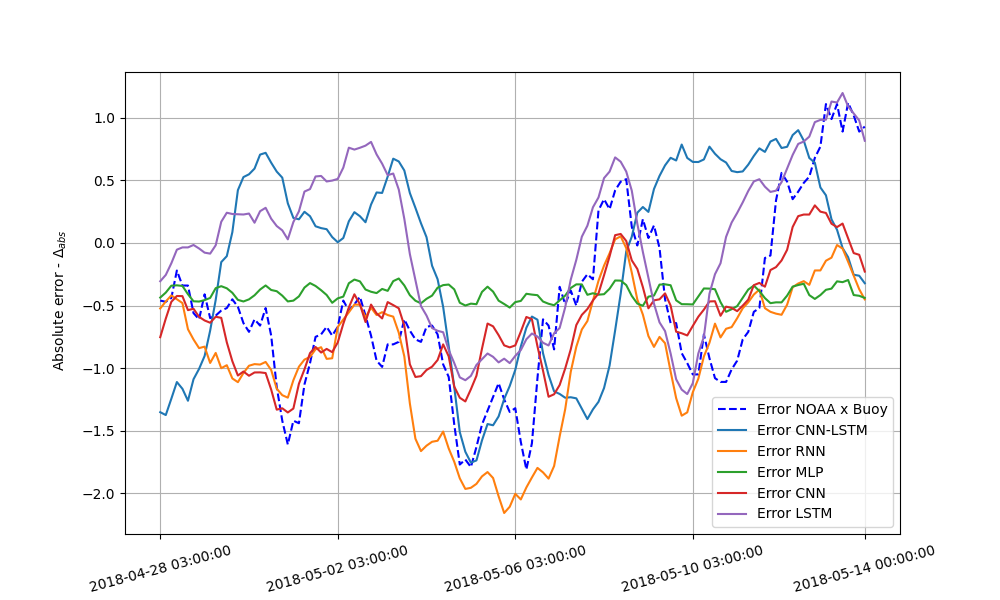 1.0
0.5
0.0
−0.5
−1.0
−1.5
−2.0
Absolute error - Δabs
2018-04-28 03:00:00
2018-05-02 03:00:00
2018-05-06 03:00:00
2018-05-10 03:00:00
2018-05-14 00:00:00
Error NOAA x Buoy
Error CNN-LSTM
Error RNN
Error MLP
Error CNN
Error LSTM